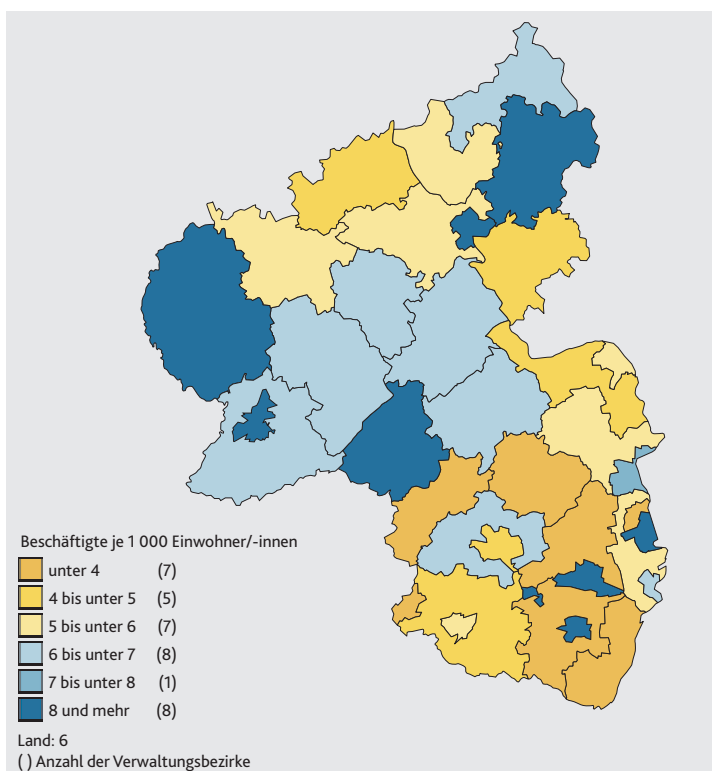 Beschäftigte je 1 000 Einwohner/-innen
unter 4 (7)
4 bis unter 5 (5)
5 bis unter 6 (7)
6 bis unter 7 (8)
7 bis unter 8 (1)
8 und mehr (8)
Land: 6
( ) Anzahl der Verwaltungsbezirke